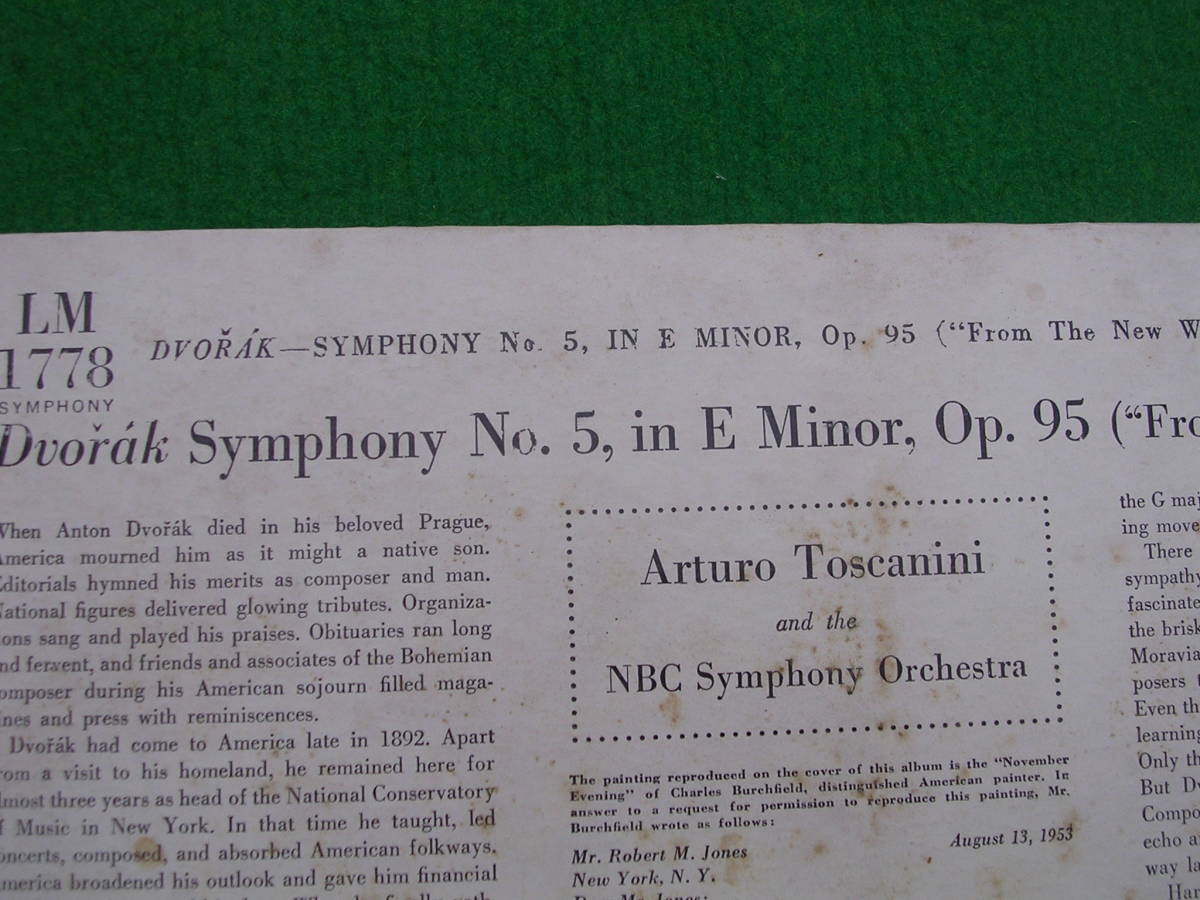 LM
1778
SYMPHONY
DVOŘÁK—SYMPHONY No. 5, IN E MINOR, Op. 95 ("From The New W
Dvořák Symphony No. 5, in E Minor, Op. 95 ("Fro
When Anton Dvořák died in his beloved Prague,
America mourned him as it might a native son.
Editorials hymned his merits as composer and man.
National figures delivered glowing tributes. Organiza-
ions sang and played his praises. Obituaries ran long
nd fervent, and friends and associates of the Bohemian
omposer during his American sojourn filled maga-
ines and press with reminiscences.
Dvořák had come to America late in 1892. Apart
rom a visit to his homeland, he remained here for
lmost three years as head of the National Conservatory
f Music in New York. In that time he taught, led
oncerts, composed, and absorbed American folkways.
merica broadened his outlook and gave him financial
Arturo Toscanini
and the
NBC Symphony Orchestra
The painting reproduced on the cover of this album is the "November
Evening" of Charles Burchfield, distinguished American painter. In
answer to a request for permission to reproduce this painting, Mr.
Burchfield wrote as follows:
August 13, 1953
Mr. Robert M. Jones
New York, N. Y.
Dear Mr. Jones:
the G maj
ing move
There
sympathy
fascinate
the brisk
Moravia
posers t
Even th
learning
Only th
But Dv
Compo
echo a
way la
Har